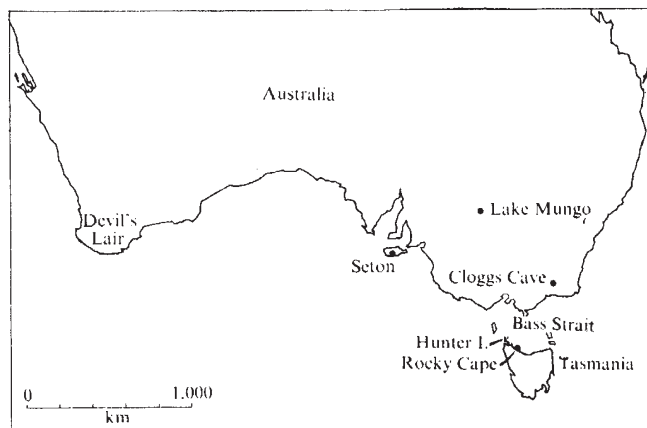 Australia
Devil's
Lair
Lake Mungo
Seton
Cloggs Cave
Bass Strait
Hunter I.
Rocky Cape
Tasmania
0 1,000
km